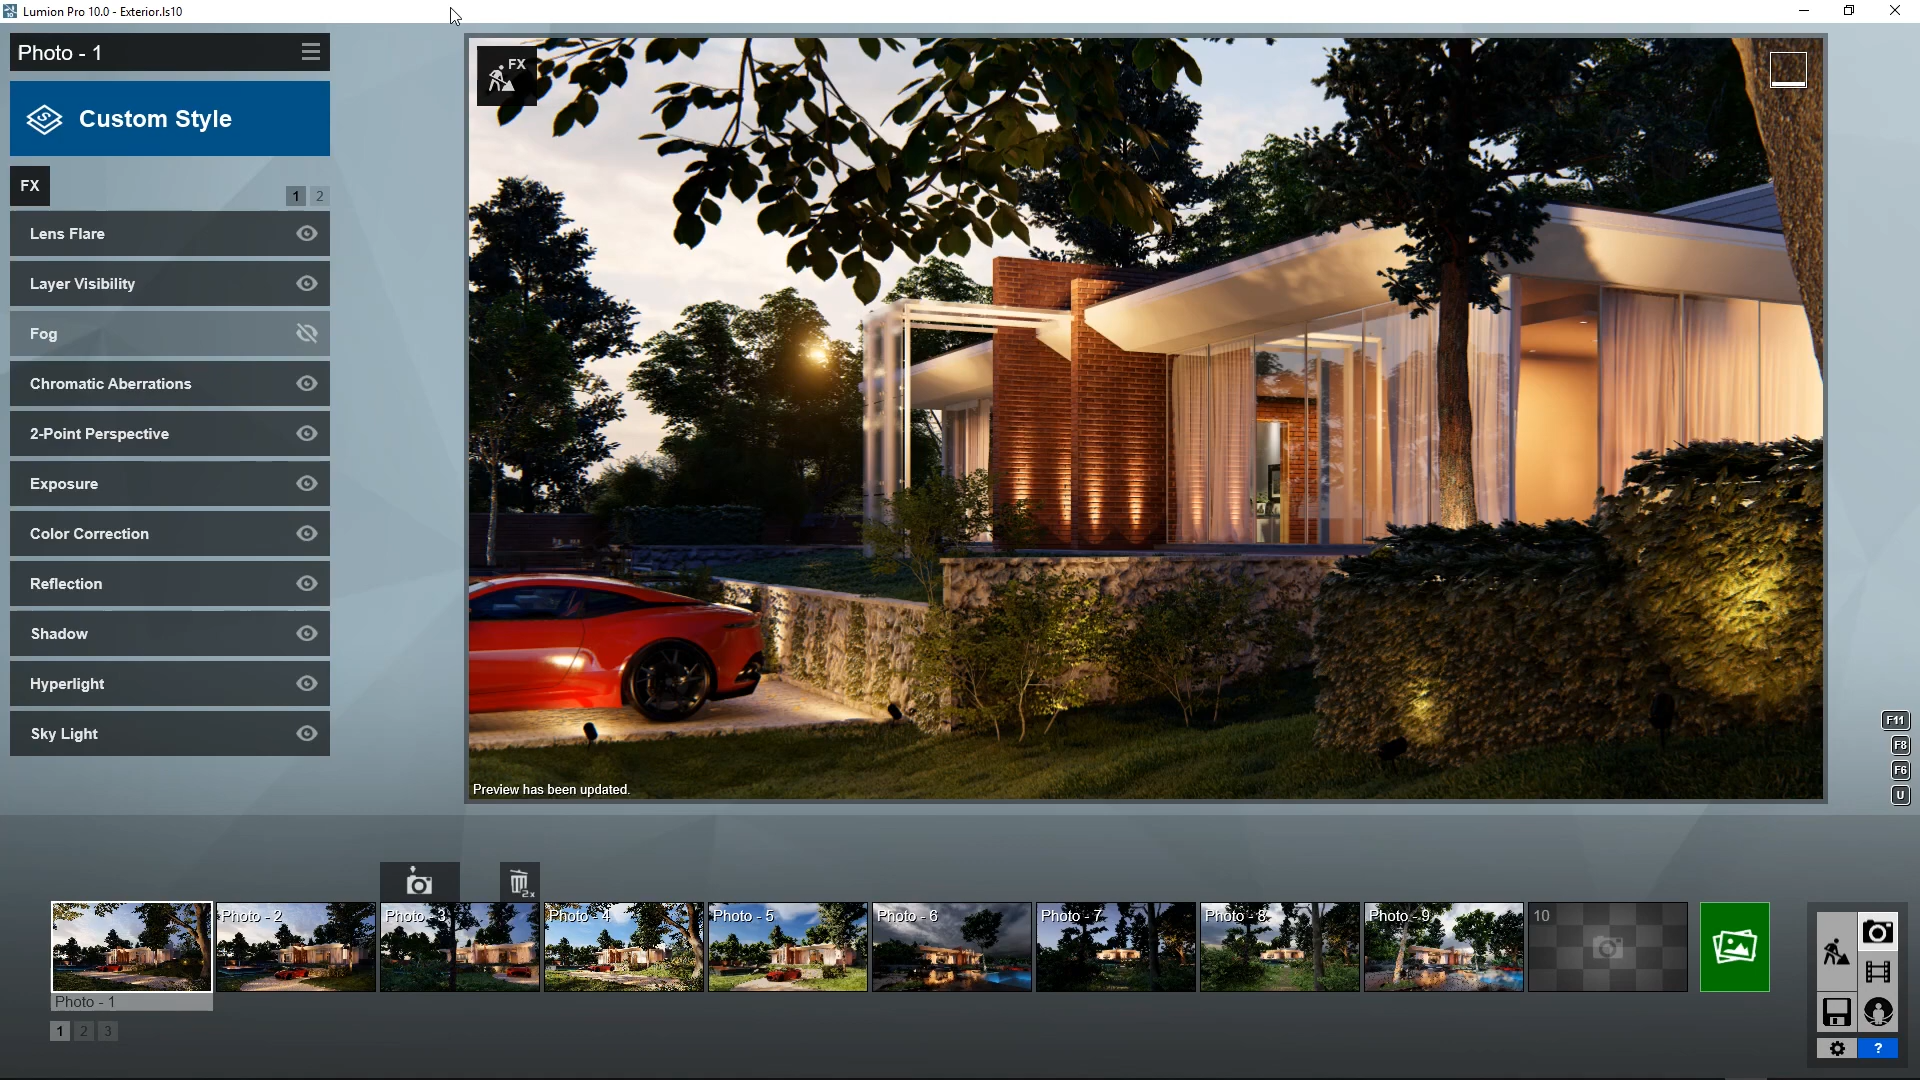 Lumion Pro 10.0 - Exterior.ls10
Photo - 1
Custom Style
FX
1 2
Lens Flare
Layer Visibility
Fog
Chromatic Aberrations
2-Point Perspective
Exposure
Color Correction
Reflection
Shadow
Hyperlight
Sky Light
FX
Preview has been updated.
F11
F8
F6
U
2x
Photo - 2
Photo - 3
Photo - 4
Photo - 5
Photo - 6
Photo - 7
Photo - 8
Photo - 9
10
Photo - 1
1 2 3
?